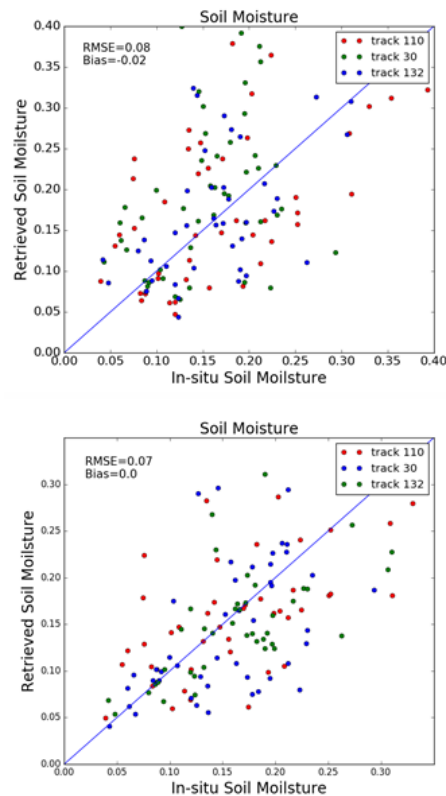 Soil Moisture
0.40
0.35
0.30
0.25
0.20
0.15
0.10
0.05
0.00
Retrieved Soil Moilsture
RMSE=0.08
Bias=-0.02
track 110
track 30
track 132
0.00 0.05 0.10 0.15 0.20 0.25 0.30 0.35 0.40
In-situ Soil Moilsture
Soil Moisture
0.30
0.25
0.20
0.15
0.10
0.05
0.00
Retrieved Soil Moilsture
RMSE=0.07
Bias=0.0
track 110
track 30
track 132
0.00 0.05 0.10 0.15 0.20 0.25 0.30
In-situ Soil Moilsture